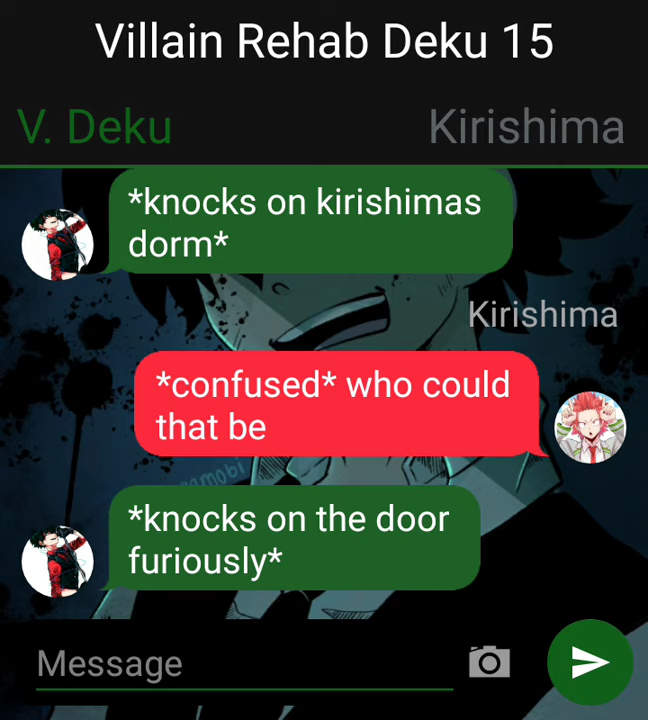 Villain Rehab Deku 15
V. Deku
Kirishima
*knocks on kirishimas
dorm*
Kirishima
*confused* who could
that be
*knocks on the door
furiously*
Message